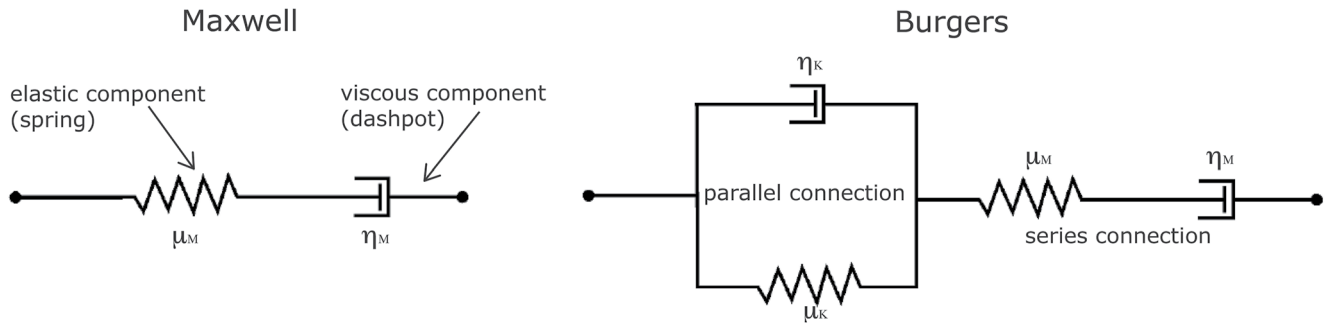 Maxwell
elastic component
(spring)
viscous component
(dashpot)
μM
ηM
Burgers
ηK
parallel connection
μK
μM
ηM
series connection